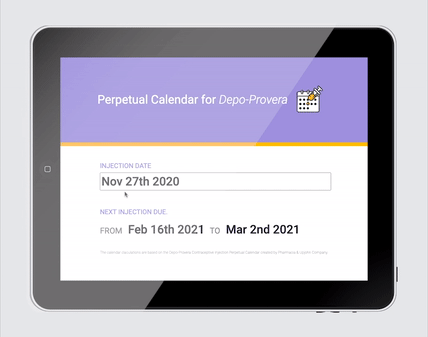 Perpetual Calendar for Depo-Provera
INJECTION DATE
Nov 27th 2020
NEXT INJECTION DUE
FROM Feb 16th 2021 TO Mar 2nd 2021